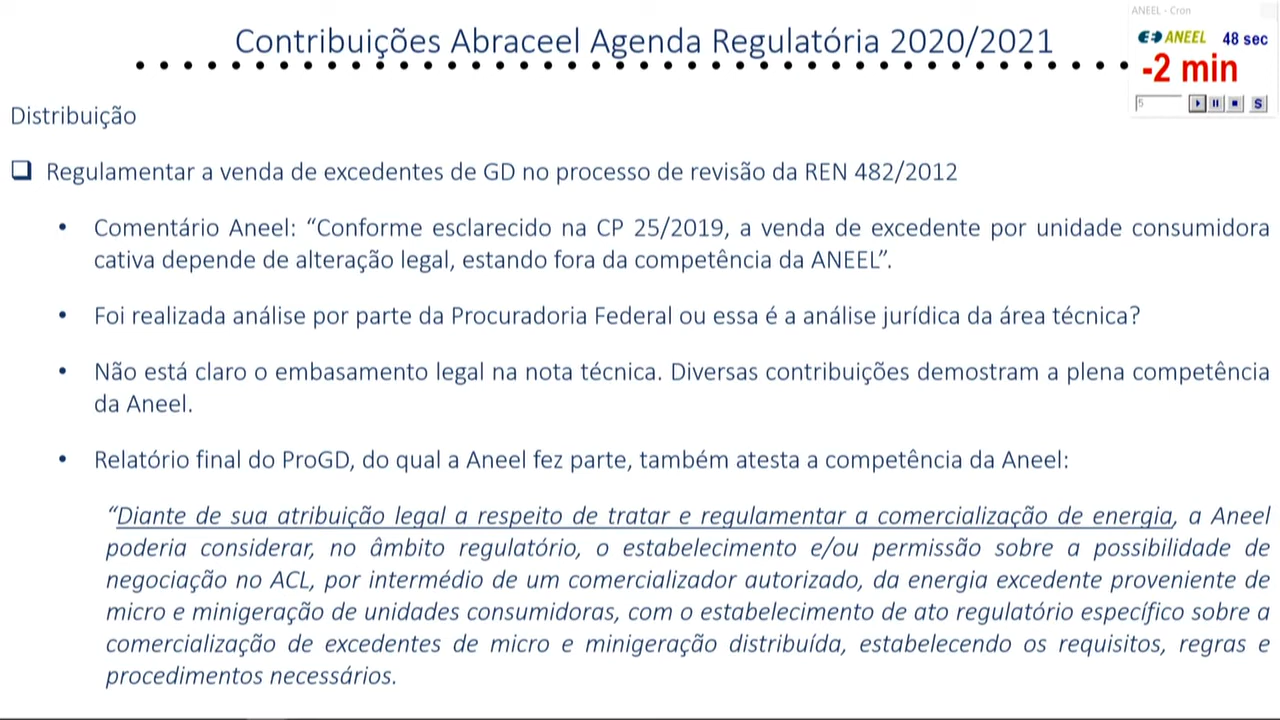 Contribuições Abraceel Agenda Regulatória 2020/2021
ANEEL - Cron
ANEEL 48 sec
-2 min
5
S
Distribuição
Regulamentar a venda de excedentes de GD no processo de revisão da REN 482/2012
• Comentário Aneel: “Conforme esclarecido na CP 25/2019, a venda de excedente por unidade consumidora
cativa depende de alteração legal, estando fora da competência da ANEEL”.
• Foi realizada análise por parte da Procuradoria Federal ou essa é a análise jurídica da área técnica?
• Não está claro o embasamento legal na nota técnica. Diversas contribuições demostram a plena competência
da Aneel.
• Relatório final do ProGD, do qual a Aneel fez parte, também atesta a competência da Aneel:
“Diante de sua atribuição legal a respeito de tratar e regulamentar a comercialização de energia, a Aneel
poderia considerar, no âmbito regulatório, o estabelecimento e/ou permissão sobre a possibilidade de
negociação no ACL, por intermédio de um comercializador autorizado, da energia excedente proveniente de
micro e minigeração de unidades consumidoras, com o estabelecimento de ato regulatório específico sobre a
comercialização de excedentes de micro e minigeração distribuída, estabelecendo os requisitos, regras e
procedimentos necessários.